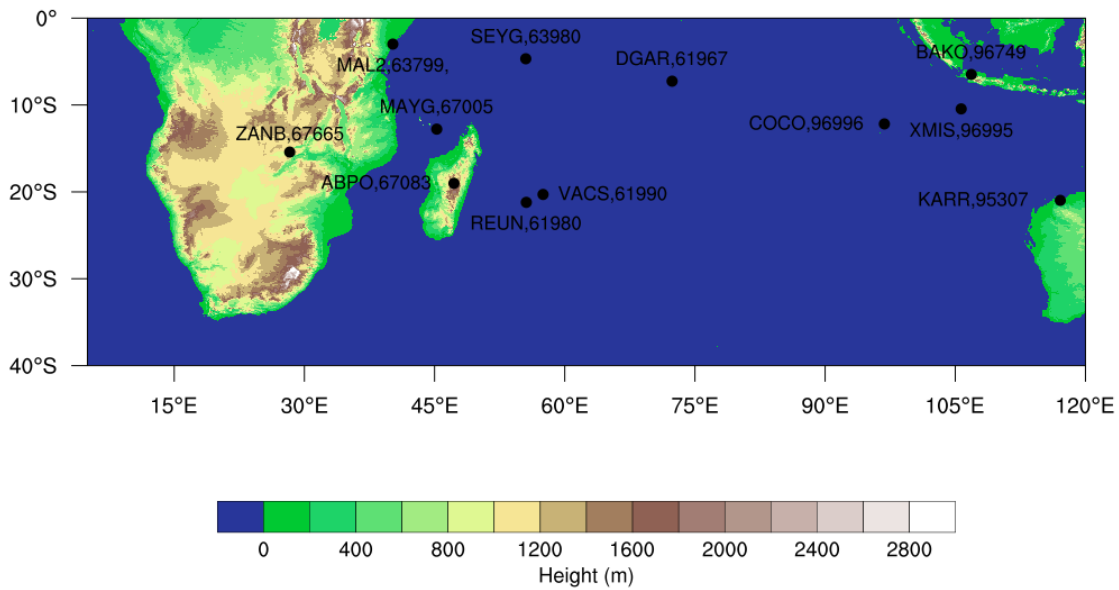 0°
10°S
20°S
30°S
40°S
SEYG,63980
DGAR,61967
BAKO,96749
MAL2,63799,
MAYG,67005
COCO,96996
XMIS,96995
ZANB,67665
ABPO,67083
VACS,61990
KARR,95307
REUN,61980
15°E 30°E 45°E 60°E 75°E 90°E 105°E 120°E
0 400 800 1200 1600 2000 2400 2800
Height (m)